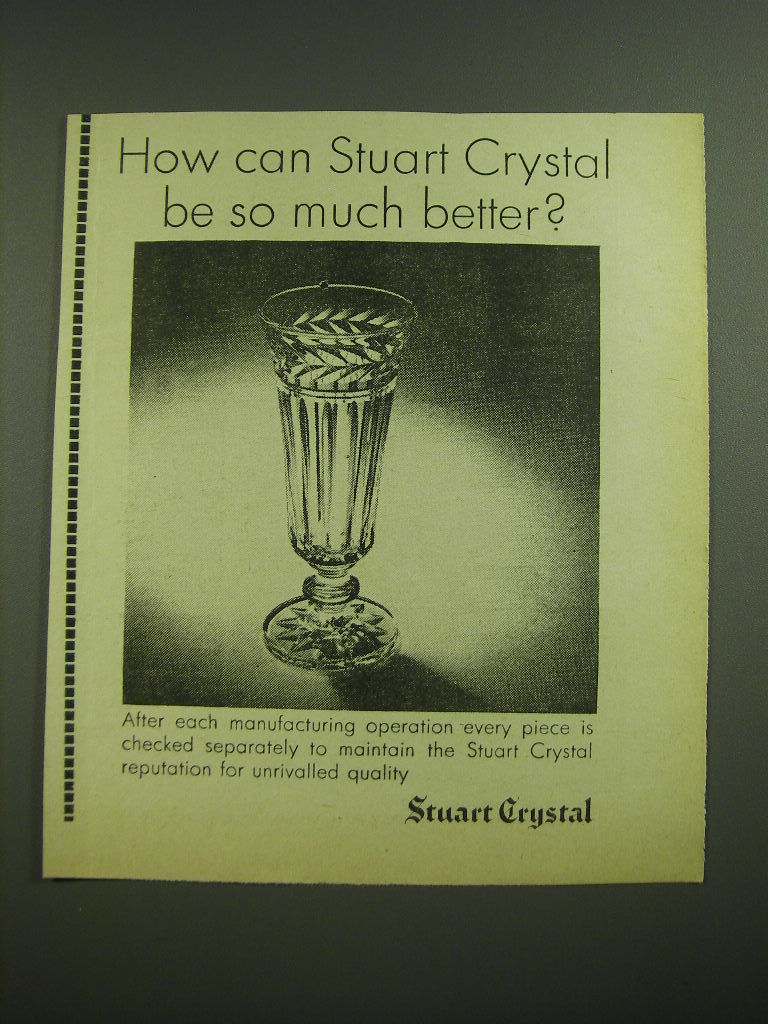 How can Stuart Crystal
be so much better?
After each manufacturing operation every piece is
checked separately to maintain the Stuart Crystal
reputation for unrivalled quality
Stuart Crystal